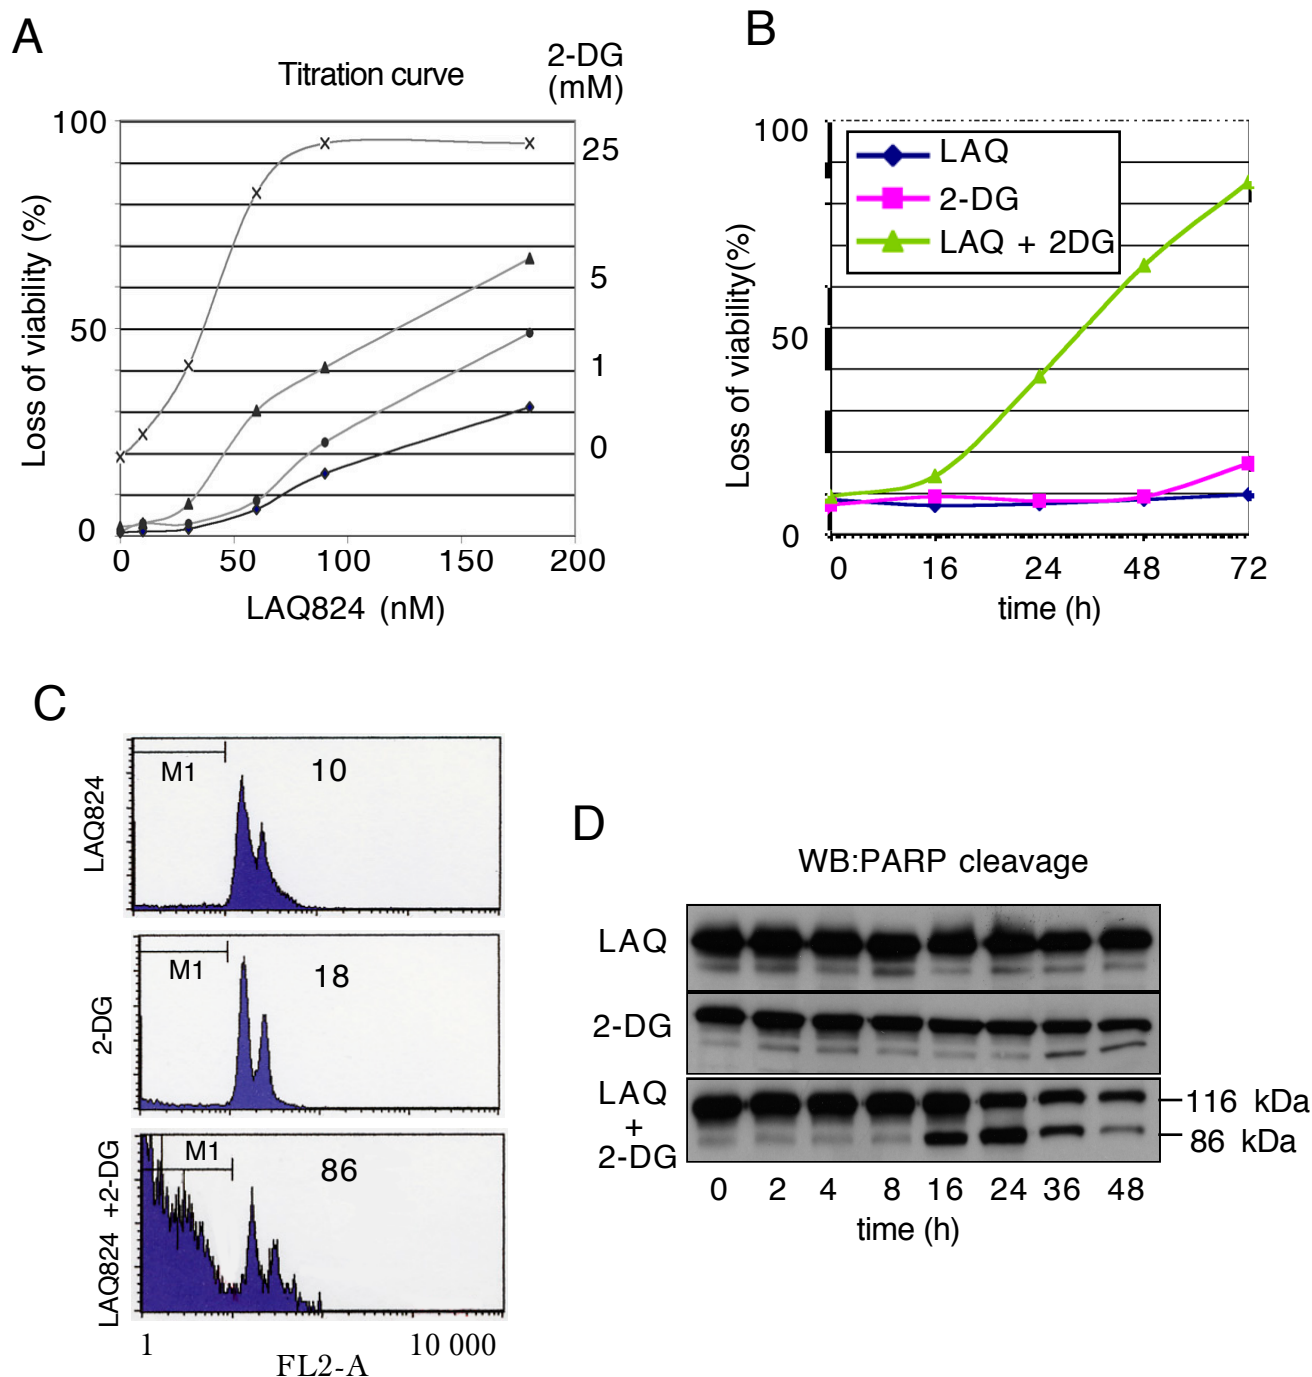 A
Titration curve
2-DG
(mM)
Loss of viability (%)
100
50
0
25
5
1
0
0 50 100 150 200
LAQ824 (nM)
B
Loss of viability(%)
100
50
0
LAQ
2-DG
LAQ + 2DG
0 16 24 48 72
time (h)
C
LAQ824
M1
10
2-DG
M1
18
LAQ824 +2-DG
M1
86
1 10 000
FL2-A
D
WB:PARP cleavage
LAQ
2-DG
LAQ
+
2-DG
116 kDa
86 kDa
0 2 4 8 16 24 36 48
time (h)